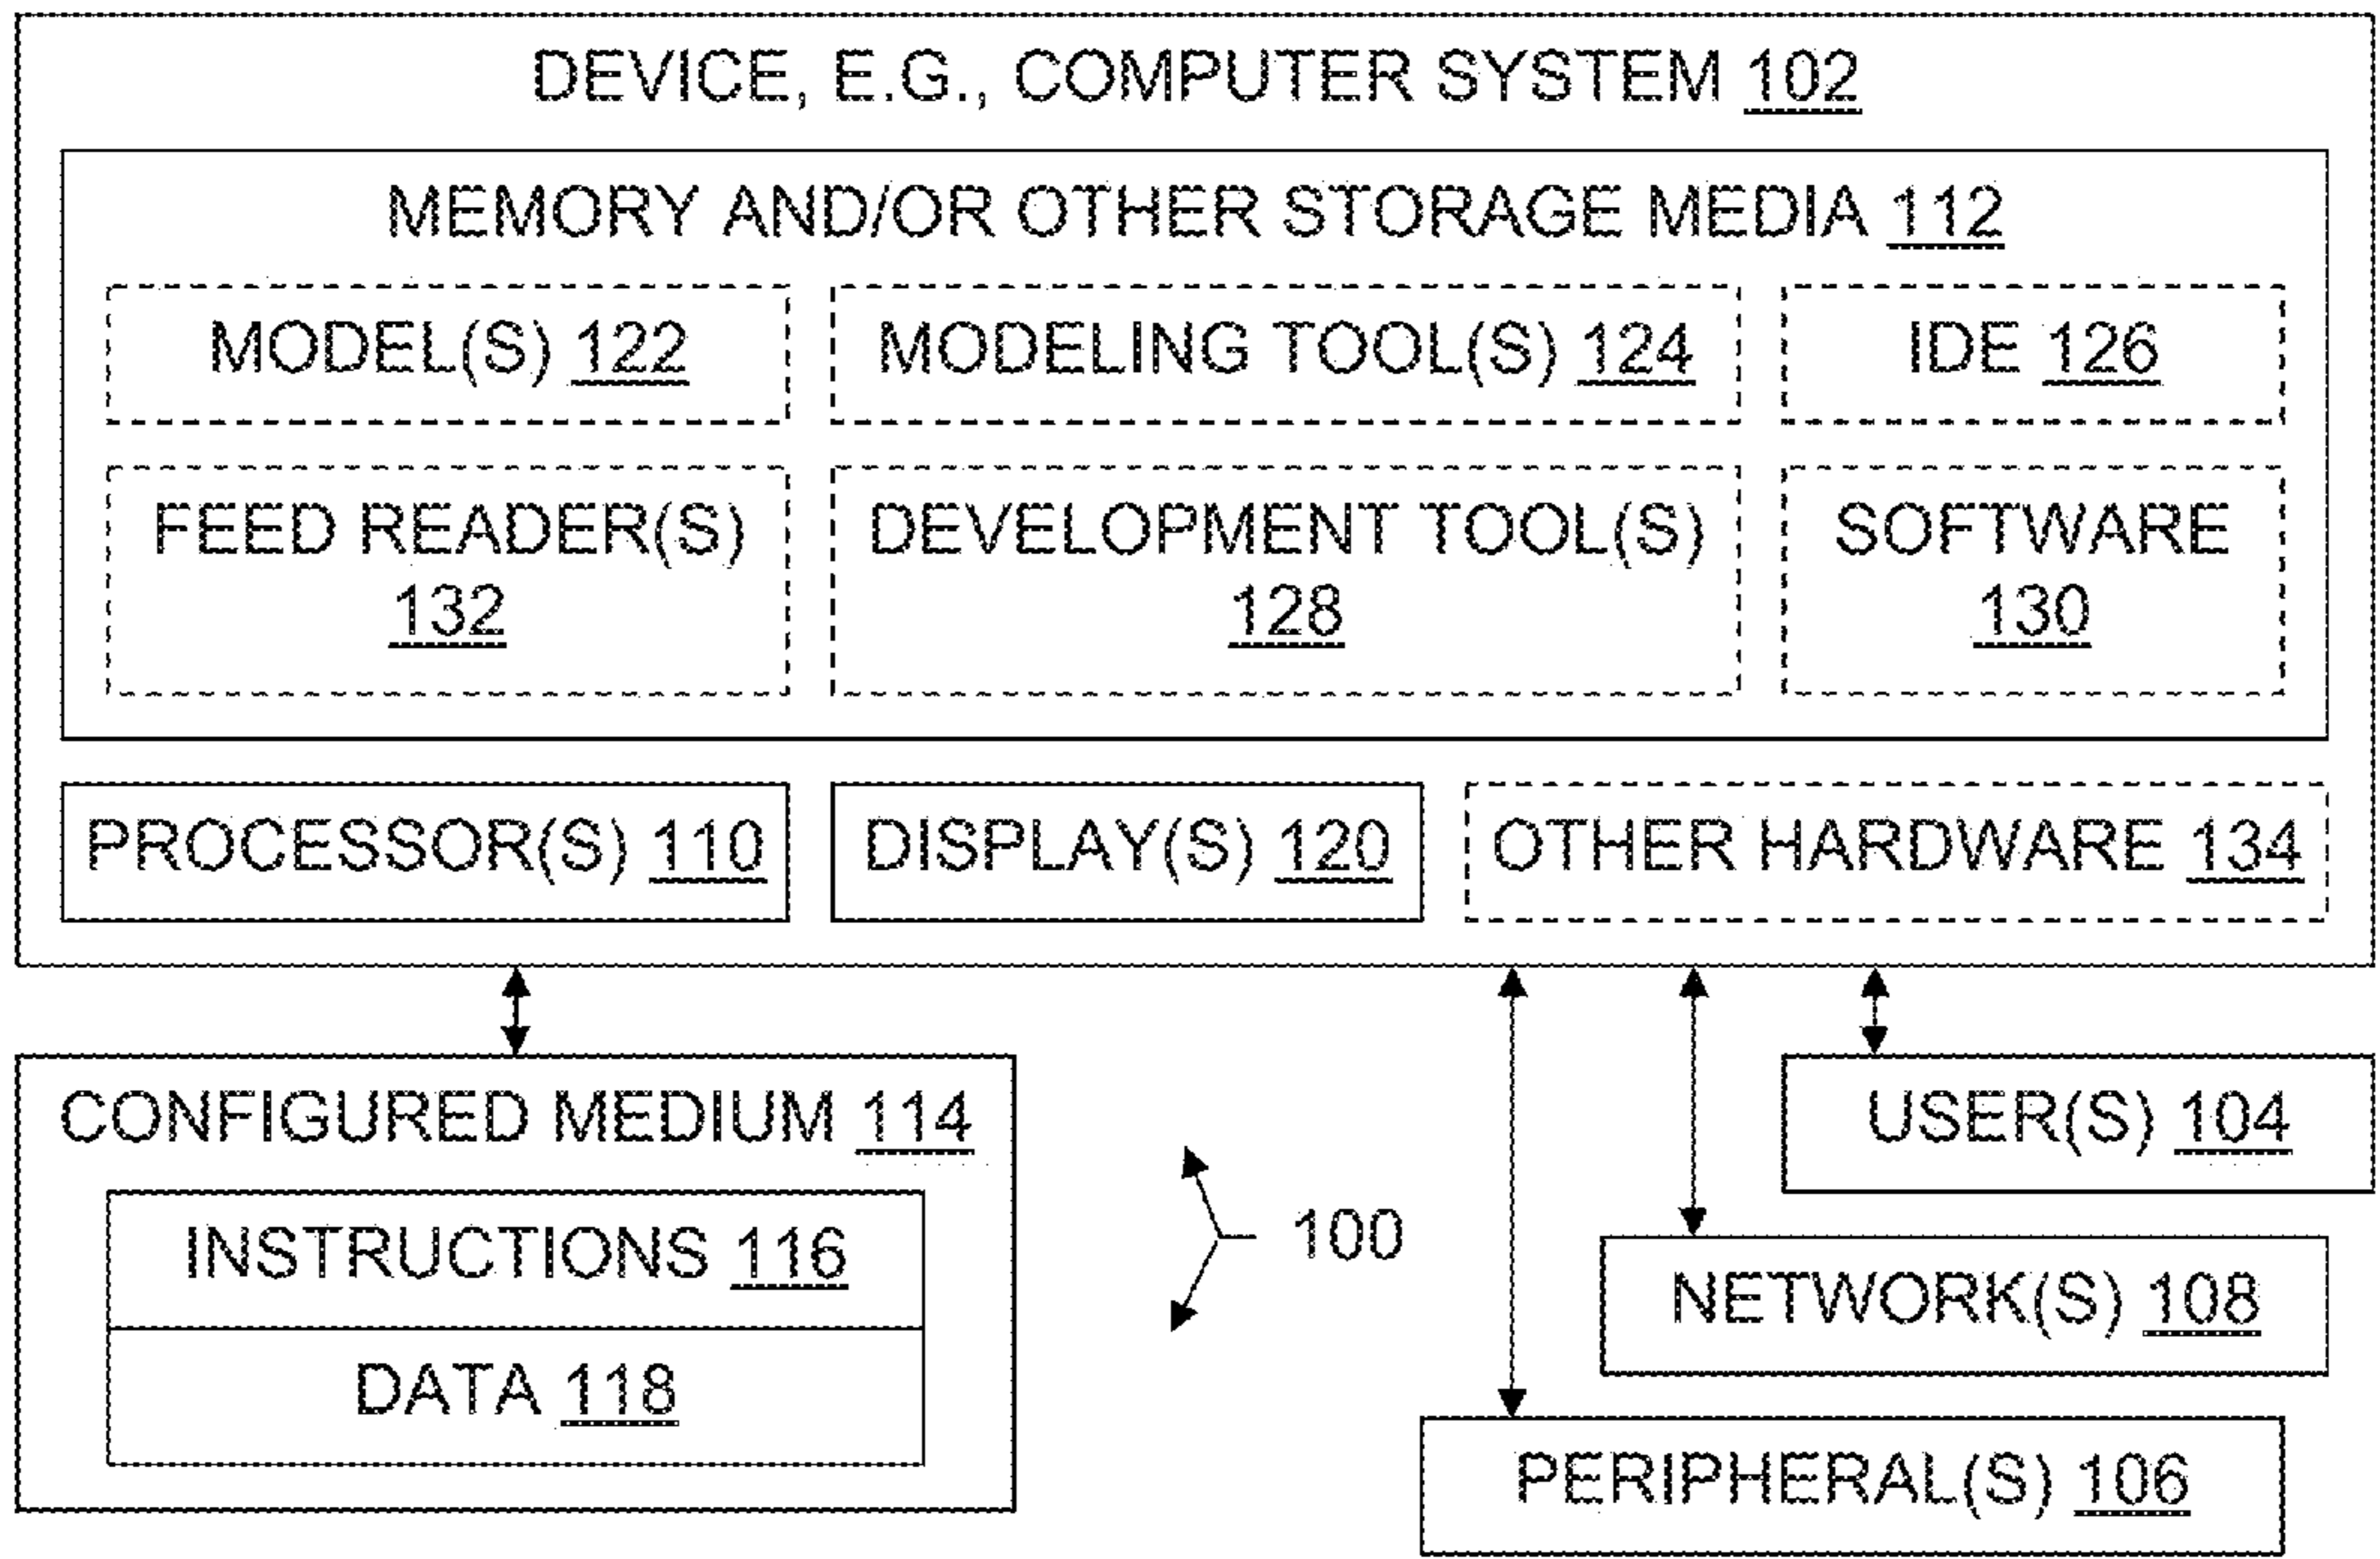 DEVICE, E.G., COMPUTER SYSTEM 102
MEMORY AND/OR OTHER STORAGE MEDIA 112
MODEL(S) 122
MODELING TOOL(S) 124
IDE 126
FEED READER(S)
132
DEVELOPMENT TOOL(S)
128
SOFTWARE
130
PROCESSOR(S) 110
DISPLAY(S) 120
OTHER HARDWARE 134
CONFIGURED MEDIUM 114
INSTRUCTIONS 116
DATA 118
100
USER(S) 104
NETWORK(S) 108
PERIPHERAL(S) 106